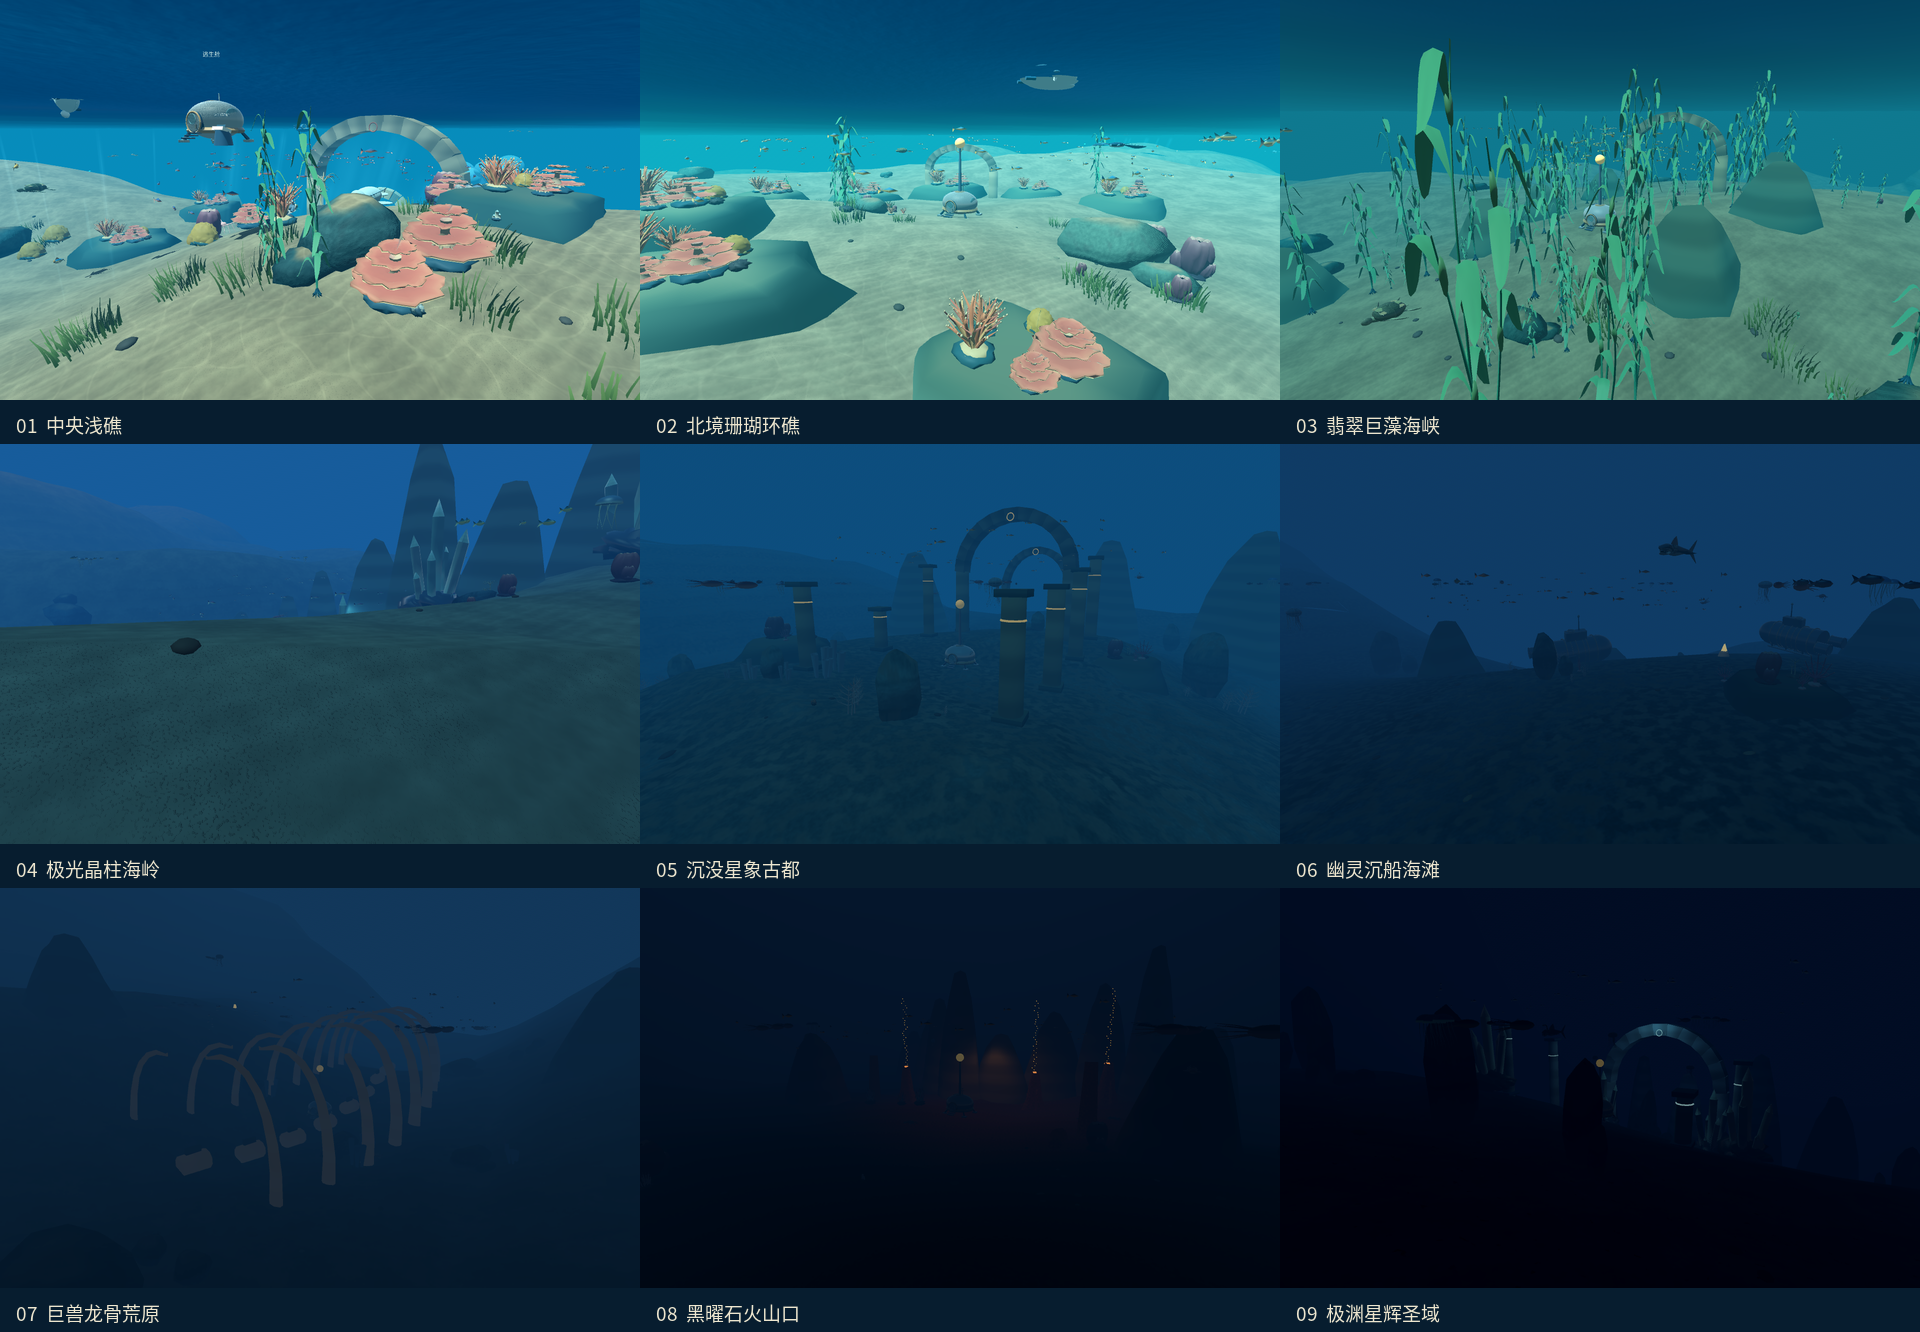 逃生舱
01 中央浅礁
02 北境珊瑚环礁
03 翡翠巨藻海峡
04 极光晶柱海岭
05 沉没星象古都
06 幽灵沉船海滩
07 巨兽龙骨荒原
08 黑曜石火山口
09 极渊星辉圣域